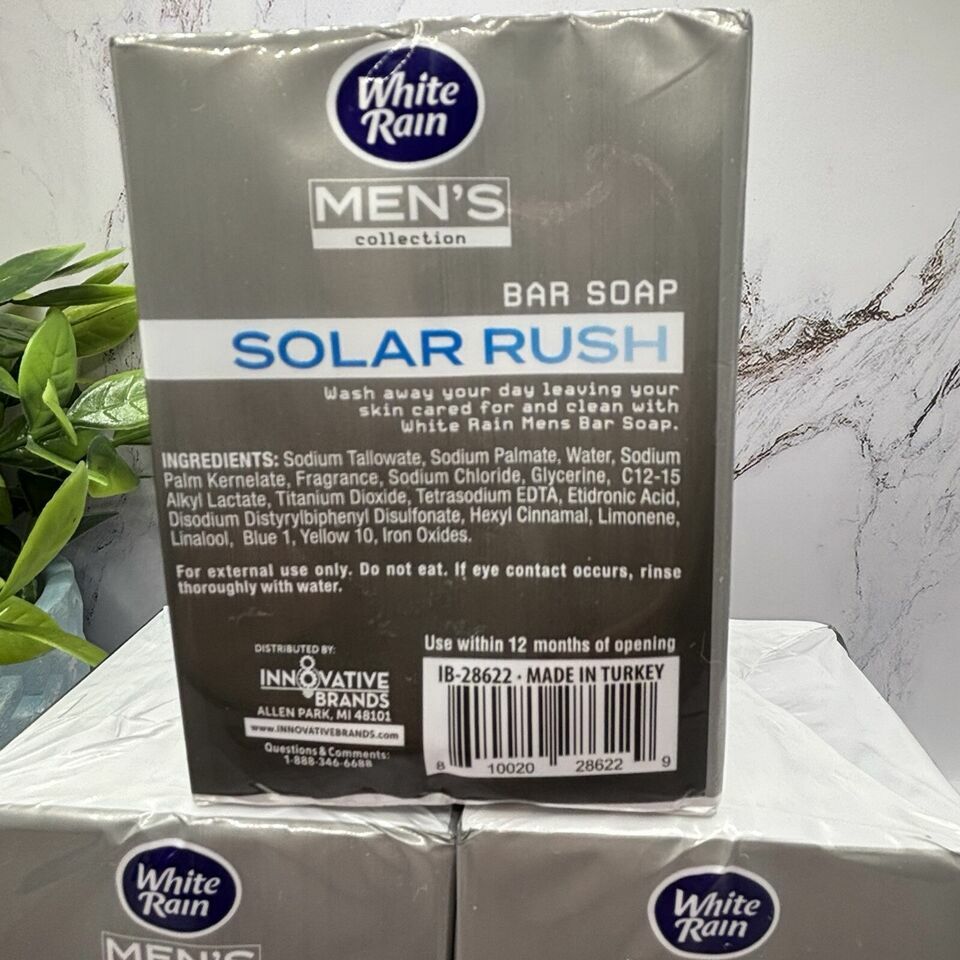 White
Rain
MEN'S
collection
BAR SOAP
SOLAR RUSH
Wash away your day leaving your
skin cared for and clean with
White Rain Mens Bar Soap.
INGREDIENTS: Sodium Tallowate, Sodium Palmate, Water, Sodium
Palm Kernelate, Fragrance, Sodium Chloride, Glycerine, C12-15
Alkyl Lactate, Titanium Dioxide, Tetrasodium EDTA, Etidronic Acid,
Disodium Distyrylbiphenyl Disulfonate, Hexyl Cinnamal, Limonene,
Linalool, Blue 1, Yellow 10, Iron Oxides.
For external use only. Do not eat. If eye contact occurs, rinse
thoroughly with water.
Use within 12 months of opening
DISTRIBUTED BY:
INNOVATIVE
BRANDS
ALLEN PARK, MI 48101
www.INNOVATIVEBRANDS.com
Questions & Comments:
1-888-346-6688
IB-28622 · MADE IN TURKEY
8 10020 28622 9
White
Rain
MEN'S
White
Rain